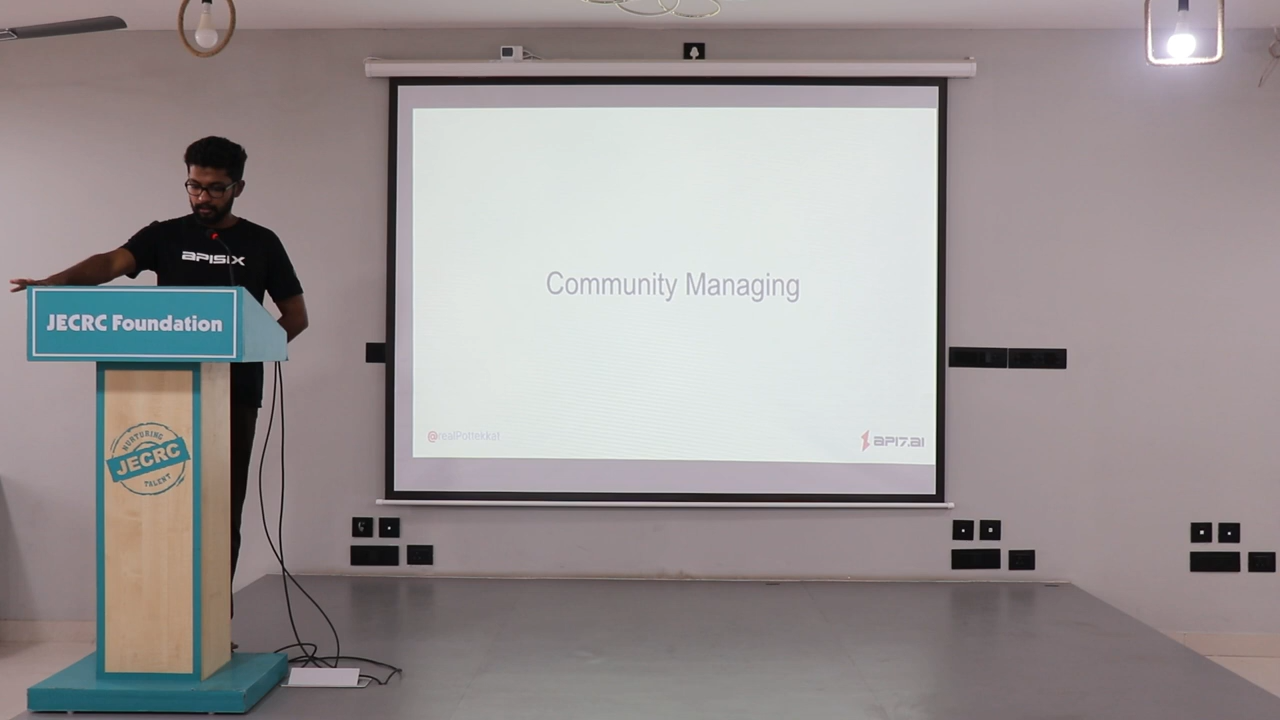 Community Managing
@realPottekkat
API7.AI
APISIX
JECRC Foundation
NURTURING
JECRC
TALENT